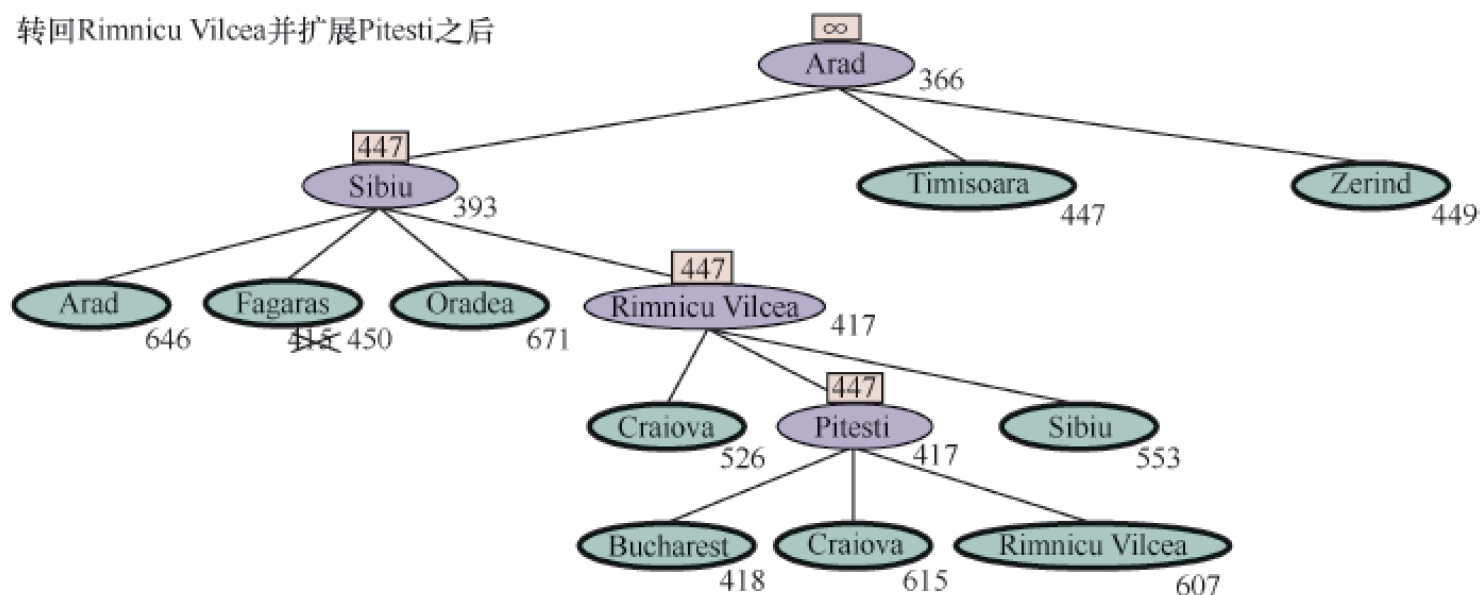 转回Rimnicu Vilcea并扩展Pitesti之后
∞
Arad
366
447
Sibiu
393
Timisoara
447
Zerind
449
Arad
646
Fagaras
415 450
Oradea
671
447
Rimnicu Vilcea
417
Craiova
526
447
Pitesti
417
Sibiu
553
Bucharest
418
Craiova
615
Rimnicu Vilcea
607